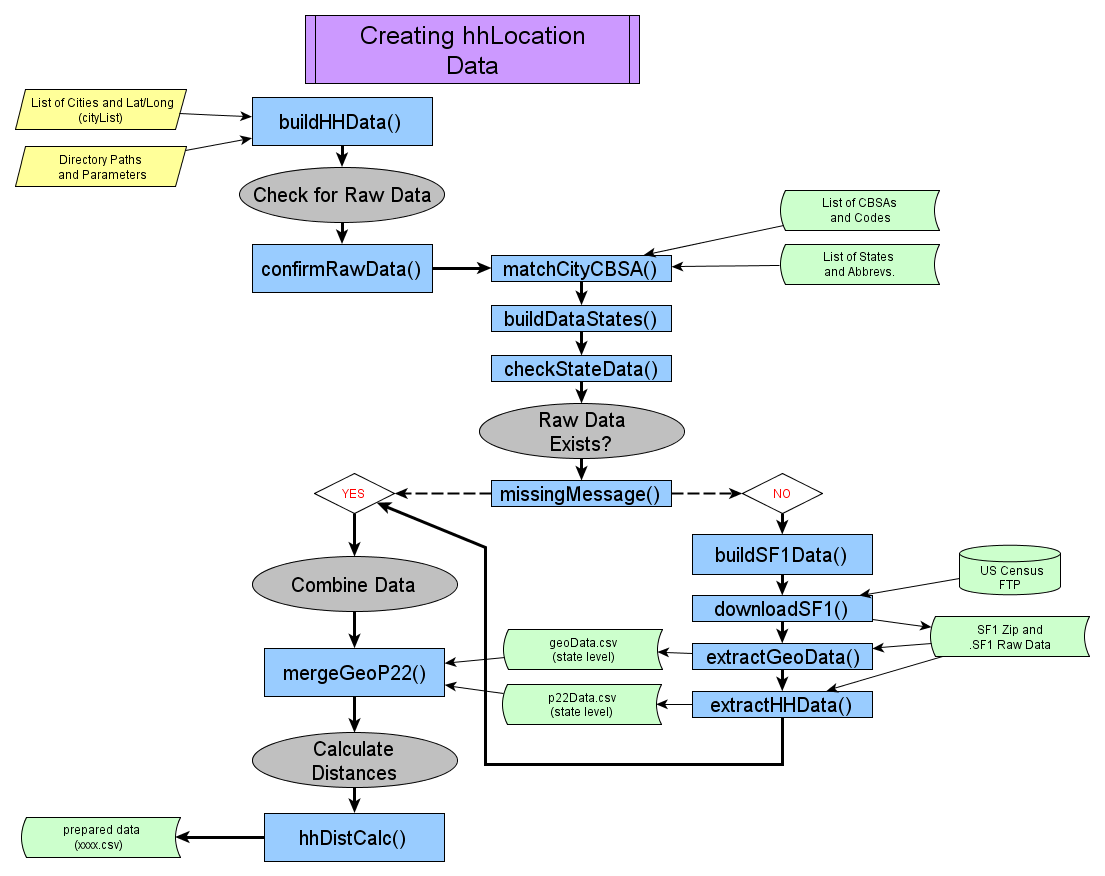 Creating hhLocation
Data
List of Cities and Lat/Long
(cityList)
buildHHData()
Directory Paths
and Parameters
Check for Raw Data
List of CBSAs
and Codes
confirmRawData()
matchCityCBSA()
List of States
and Abbrevs.
buildDataStates()
checkStateData()
Raw Data
Exists?
YES
missingMessage()
NO
buildSF1Data()
US Census
FTP
Combine Data
downloadSF1()
SF1 Zip and
.SF1 Raw Data
geoData.csv
(state level)
extractGeoData()
mergeGeoP22()
p22Data.csv
(state level)
extractHHData()
Calculate
Distances
prepared data
(xxxx.csv)
hhDistCalc()